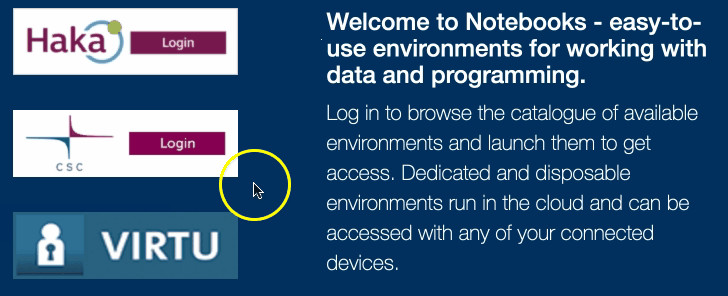 Haka Login
CSC Login
VIRTU
Welcome to Notebooks - easy-to-
use environments for working with
data and programming.
Log in to browse the catalogue of available
environments and launch them to get
access. Dedicated and disposable
environments run in the cloud and can be
accessed with any of your connected
devices.